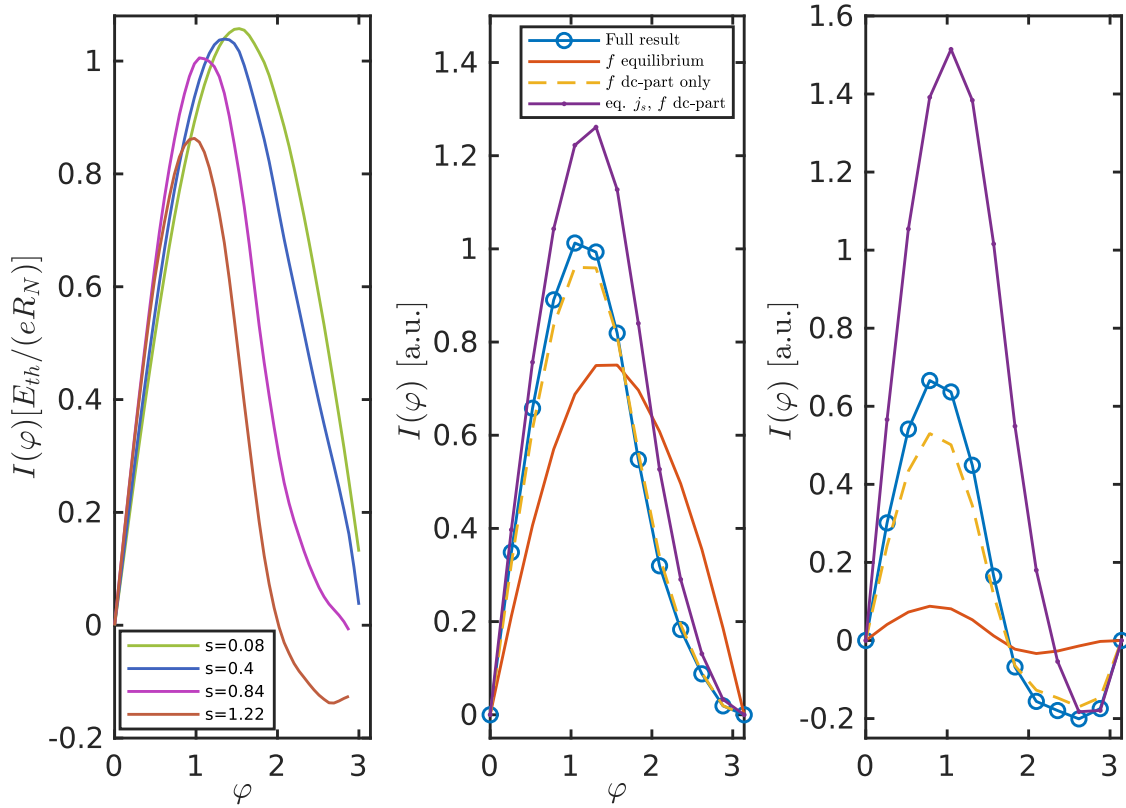 I(φ)[E_th/(eR_N)]
1
0.8
0.6
0.4
0.2
0
-0.2
s=0.08
s=0.4
s=0.84
s=1.22
0 1 2 3
φ
I(φ) [a.u.]
1.4
1.2
1
0.8
0.6
0.4
0.2
0
Full result
f equilibrium
f dc-part only
eq. j_s, f dc-part
0 1 2 3
φ
I(φ) [a.u.]
1.6
1.4
1.2
1
0.8
0.6
0.4
0.2
0
-0.2
0 1 2 3
φ